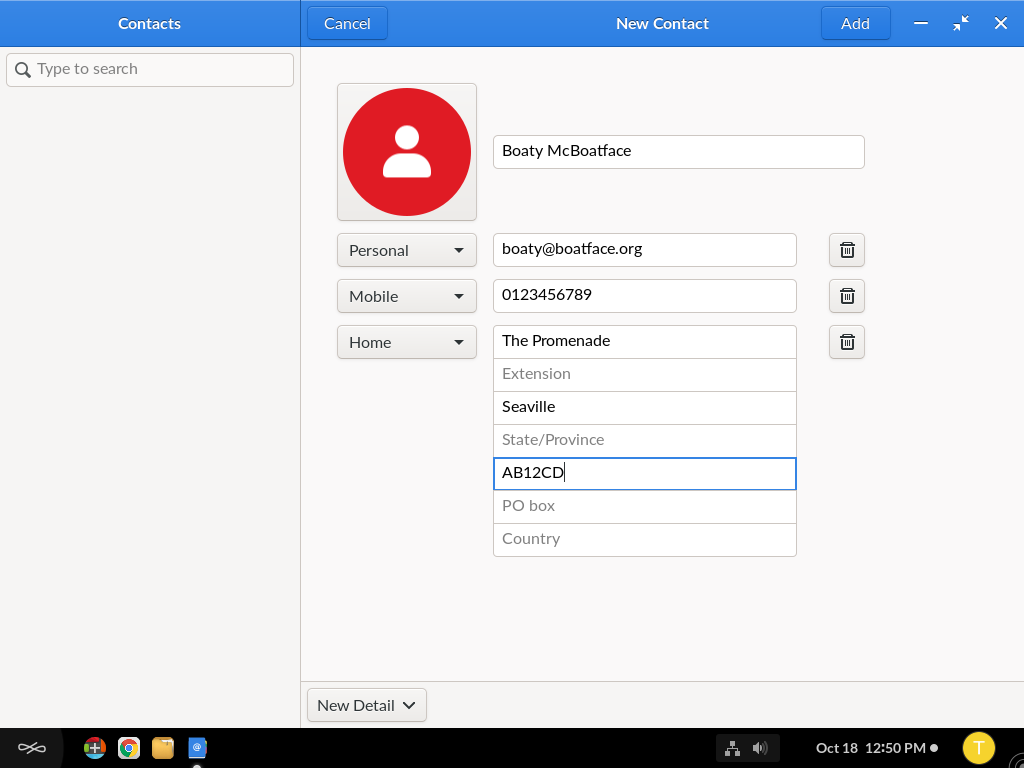 Contacts
Cancel
New Contact
Add
Type to search
Boaty McBoatface
Personal
boaty@boatface.org
Mobile
0123456789
Home
The Promenade
Extension
Seaville
State/Province
AB12CD
PO box
Country
New Detail
Oct 18 12:50 PM
T